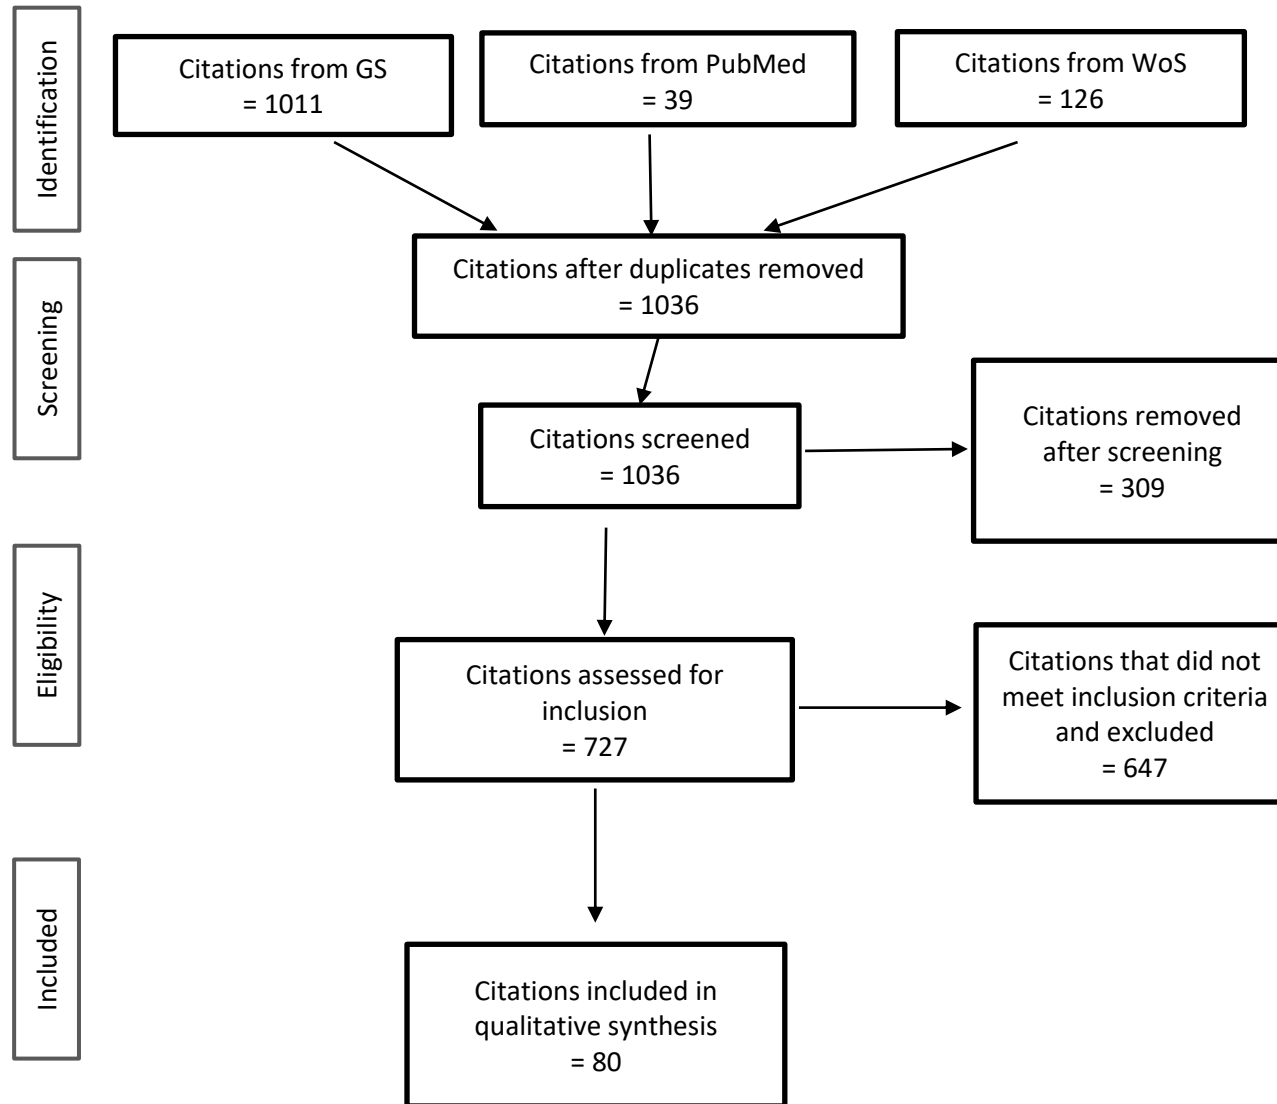 Identification
Citations from GS
= 1011
Citations from PubMed
= 39
Citations from WoS
= 126
Screening
Citations after duplicates removed
= 1036
Citations screened
= 1036
Citations removed
after screening
= 309
Eligibility
Citations assessed for
inclusion
= 727
Citations that did not
meet inclusion criteria
and excluded
= 647
Included
Citations included in
qualitative synthesis
= 80